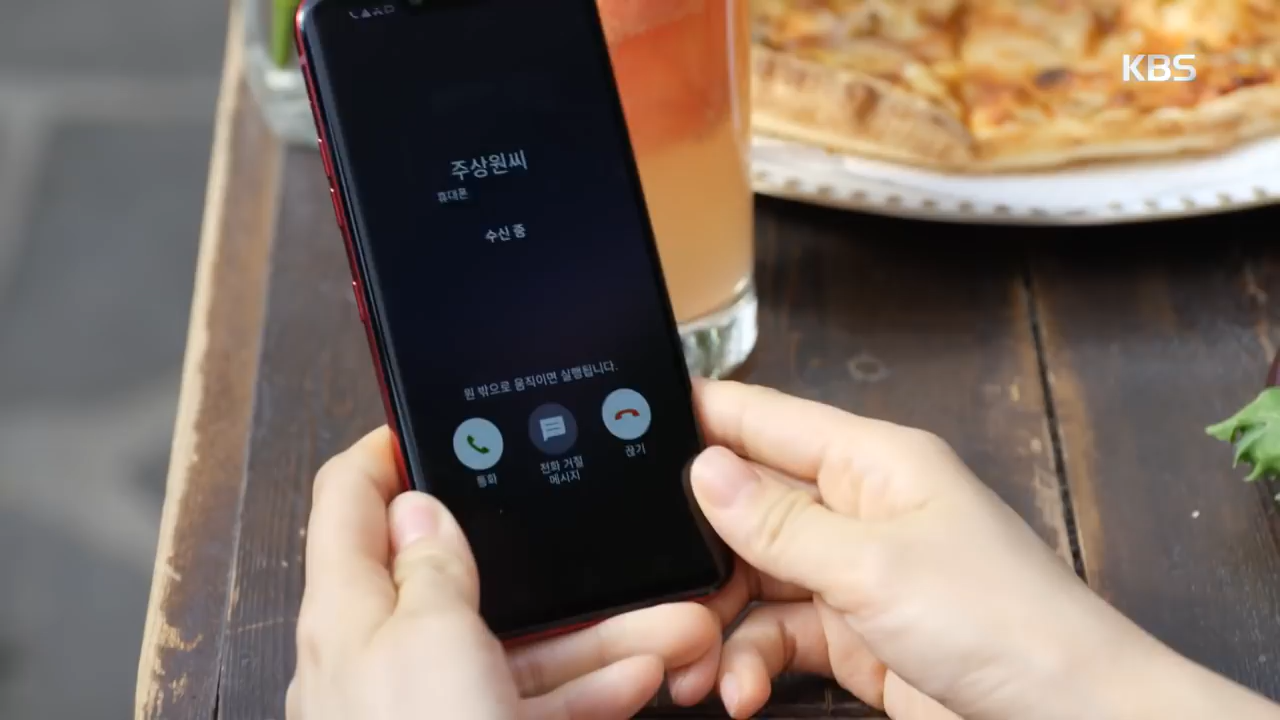 KBS
주상원씨
휴대폰
수신 중
원 밖으로 움직이면 실행됩니다.
통화
전화 거절
메시지
끊기